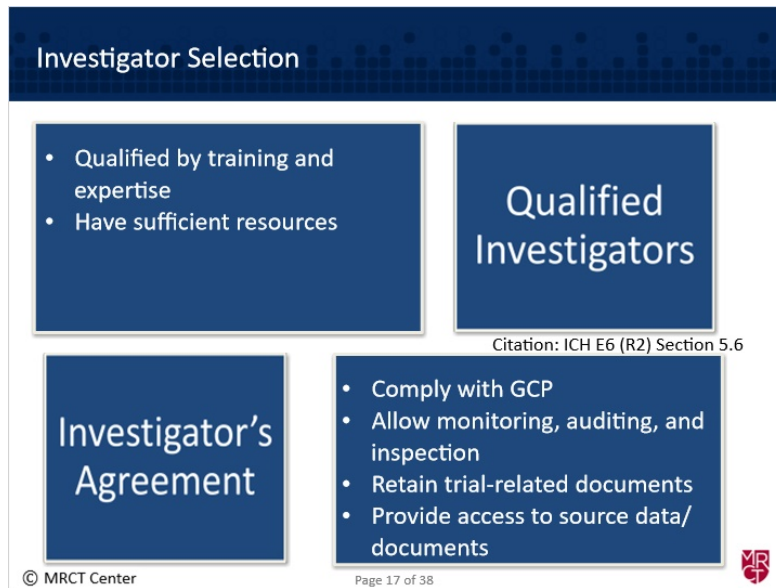 Investigator Selection
• Qualified by training and
expertise
• Have sufficient resources
Qualified
Investigators
Citation: ICH E6 (R2) Section 5.6
Investigator's
Agreement
• Comply with GCP
• Allow monitoring, auditing, and
inspection
• Retain trial-related documents
• Provide access to source data/
documents
© MRCT Center
Page 17 of 38
MR
CT